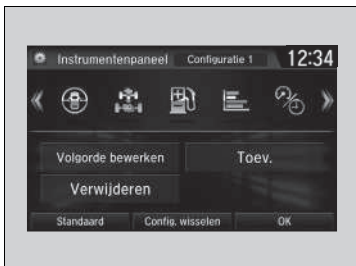 Instrumentenpaneel Configuratie 1 12:34
Volgorde bewerken Toev.
Verwijderen
Standaard Config. wisselen OK